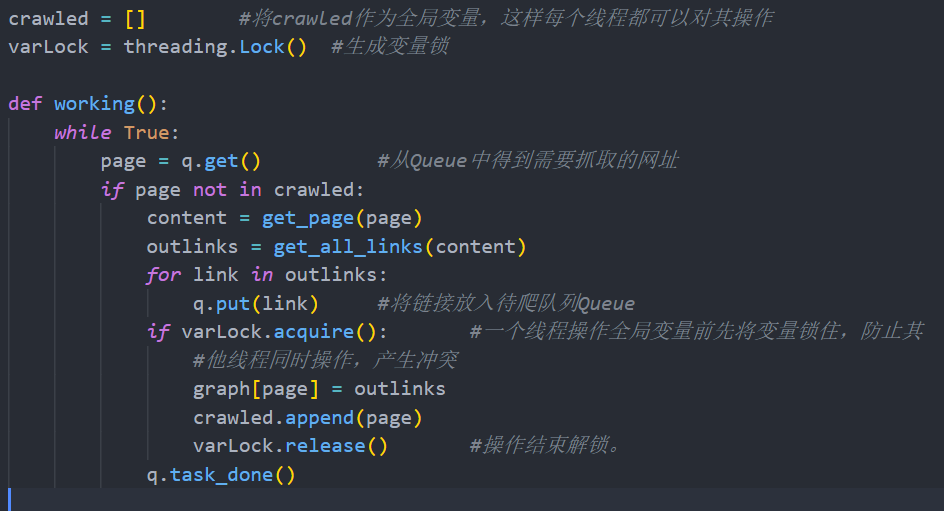 crawled = []        #将crawled作为全局变量，这样每个线程都可以对其操作
varLock = threading.Lock()  #生成变量锁

def working():
    while True:
        page = q.get()          #从Queue中得到需要抓取的网址
        if page not in crawled:
            content = get_page(page)
            outlinks = get_all_links(content)
            for link in outlinks:
                q.put(link)     #将链接放入待爬队列Queue
            if varLock.acquire():       #一个线程操作全局变量前先将变量锁住，防止其
                #他线程同时操作，产生冲突
                graph[page] = outlinks
                crawled.append(page)
                varLock.release()       #操作结束解锁。
            q.task_done()